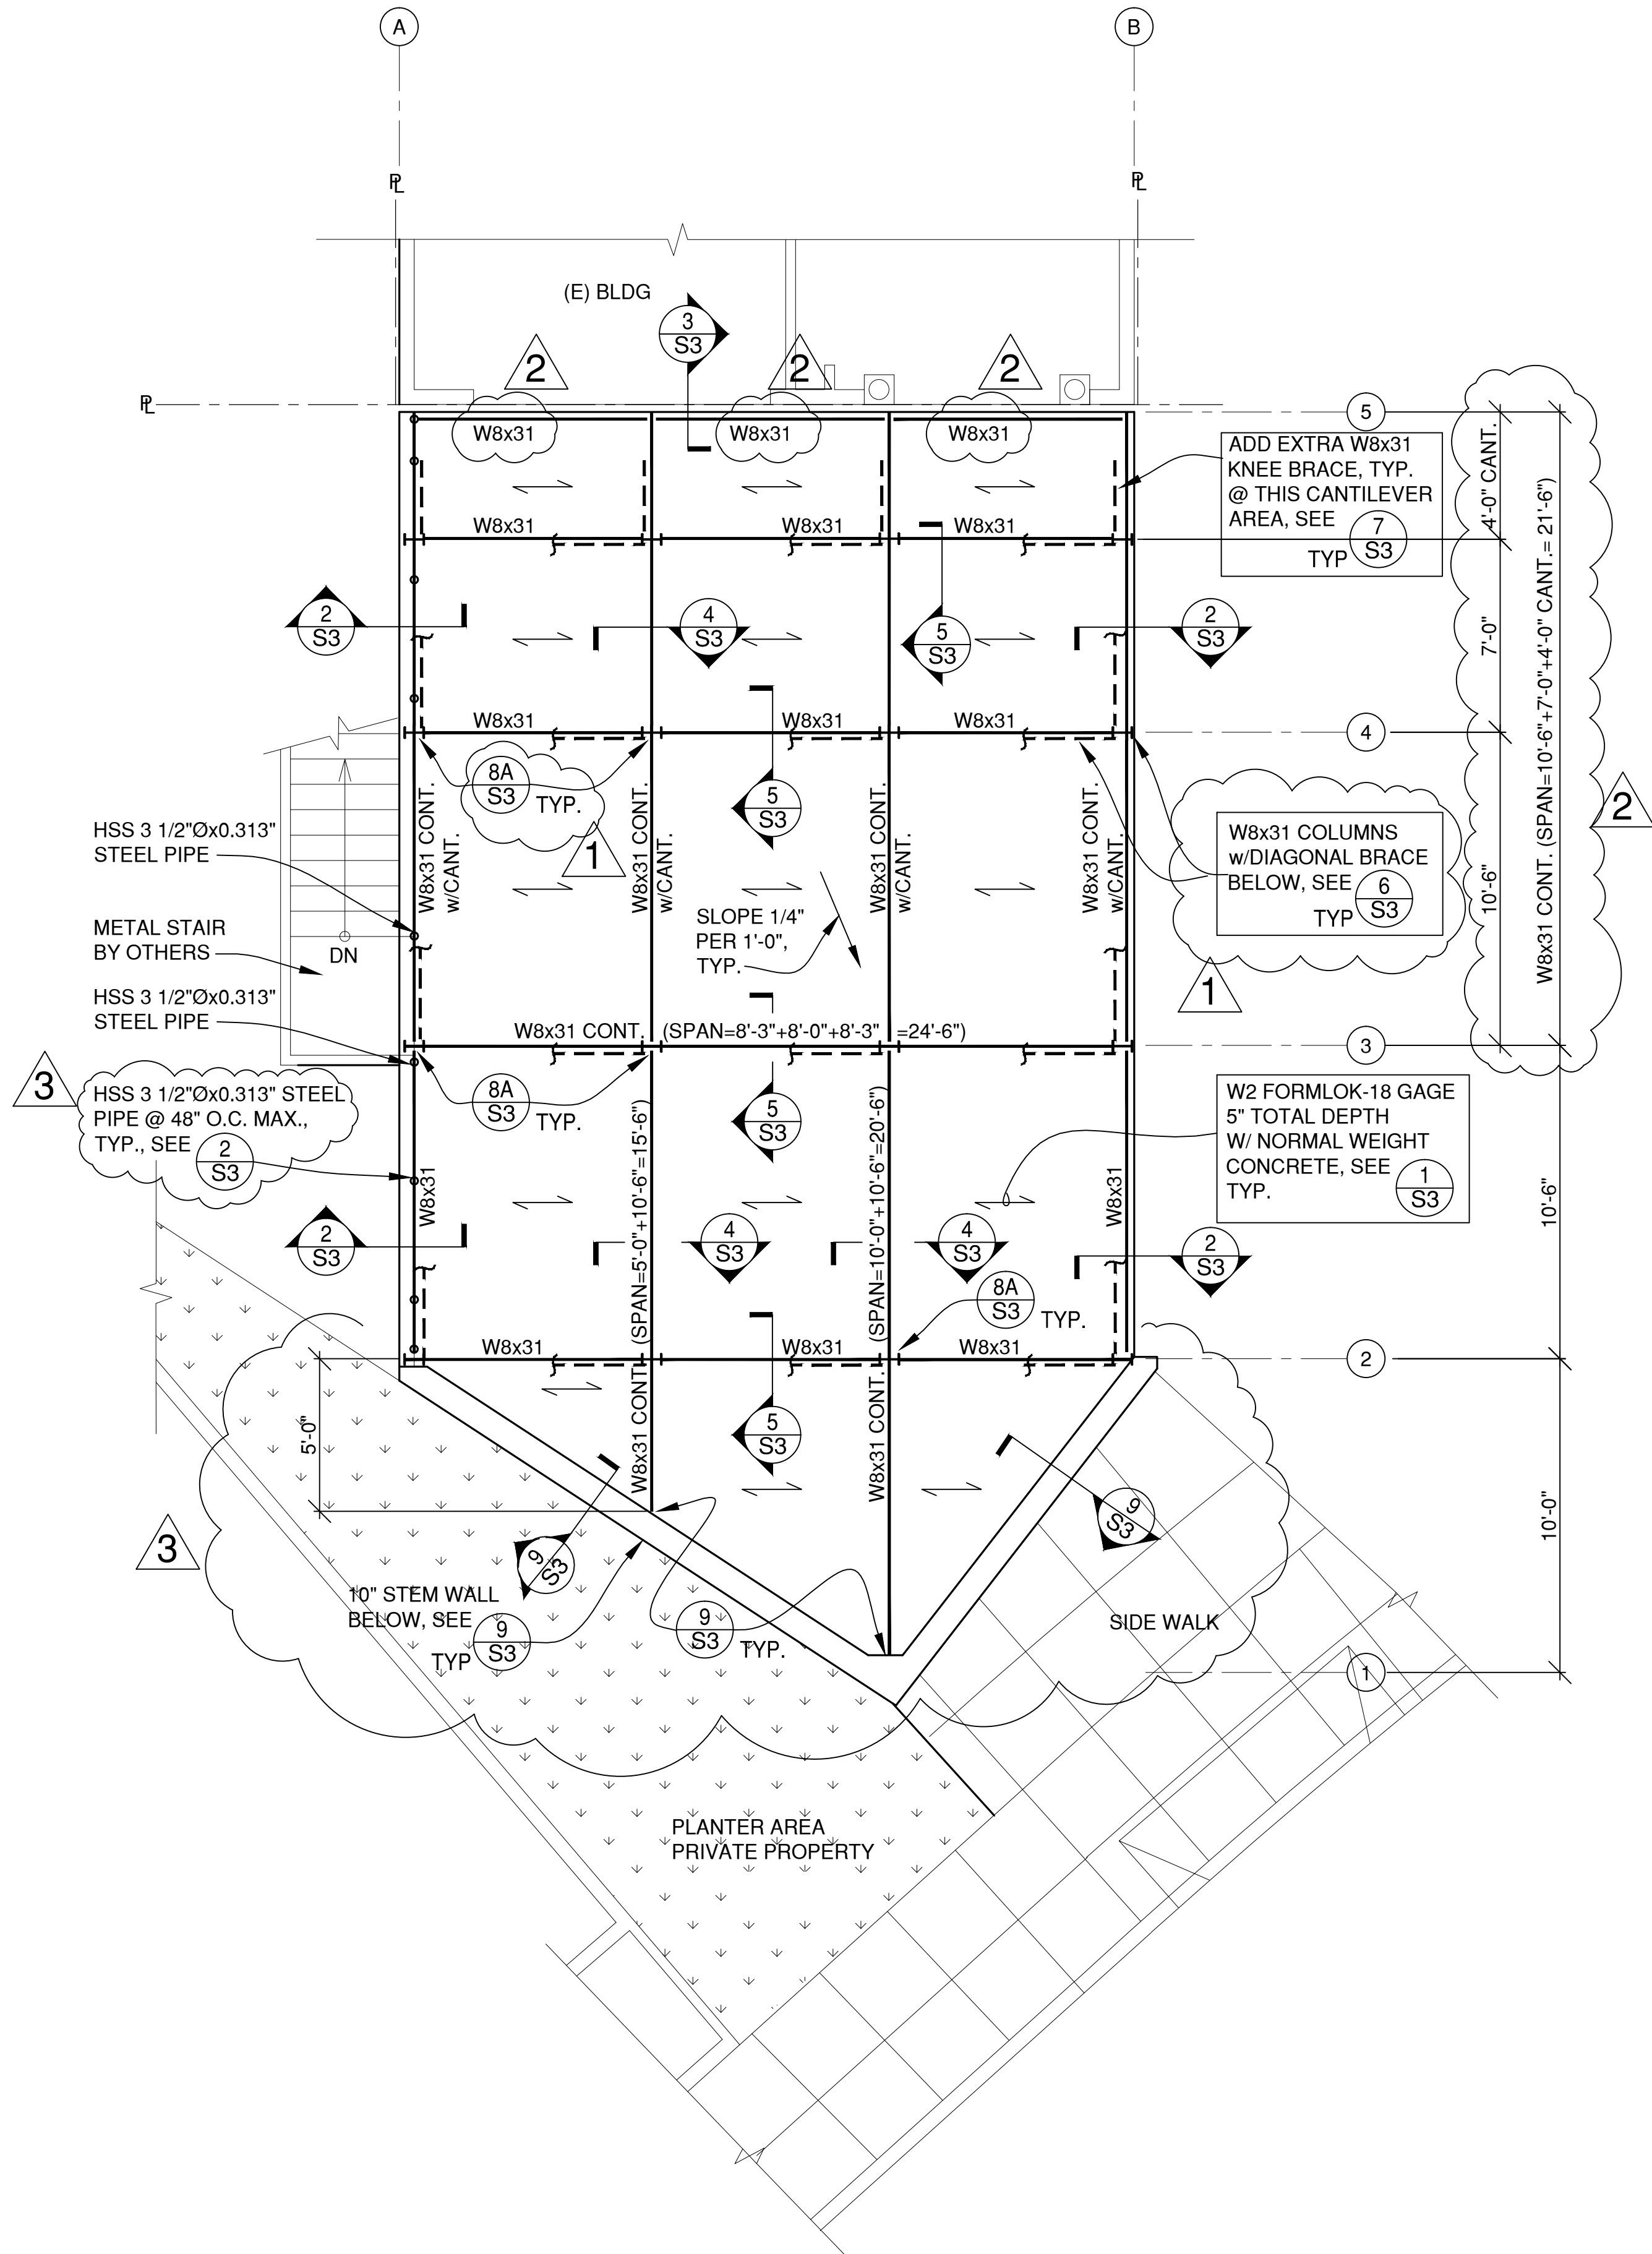 A
B
PL
PL
(E) BLDG
3
S3
2
2
2
PL
5
W8x31
W8x31
W8x31
ADD EXTRA W8x31
KNEE BRACE, TYP.
@ THIS CANTILEVER
AREA, SEE
7
S3
TYP
4'-0" CANT.
7'-0"
10'-6"
W8x31 CONT. (SPAN=10'-6"+7'-0"+4'-0" CANT.= 21'-6")
2
W8x31
W8x31
W8x31
2
S3
4
S3
5
S3
2
S3
W8x31
W8x31
W8x31
4
8A
S3
TYP.
1
5
S3
W8x31 CONT.
w/CANT.
W8x31 CONT.
w/CANT.
W8x31 CONT.
w/CANT.
W8x31 CONT.
w/CANT.
W8x31 COLUMNS
w/DIAGONAL BRACE
BELOW, SEE
6
S3
TYP
1
HSS 3 1/2"Øx0.313"
STEEL PIPE
METAL STAIR
BY OTHERS
DN
HSS 3 1/2"Øx0.313"
STEEL PIPE
SLOPE 1/4"
PER 1'-0",
TYP.
W8x31 CONT. (SPAN=8'-3"+8'-0"+8'-3" =24'-6")
3
3
HSS 3 1/2"Øx0.313" STEEL
PIPE @ 48" O.C. MAX.,
TYP., SEE
2
S3
8A
S3
TYP.
5
S3
W2 FORMLOK-18 GAGE
5" TOTAL DEPTH
W/ NORMAL WEIGHT
CONCRETE, SEE
TYP.
1
S3
W8x31
W8x31
10'-6"
2
S3
4
S3
4
S3
2
S3
8A
S3
TYP.
W8x31
W8x31
W8x31
2
W8x31 CONT. (SPAN=5'-0"+10'-6"=15'-6")
W8x31 CONT. (SPAN=10'-0"+10'-6"=20'-6")
5'-0"
5
S3
9
S3
9
S3
10'-0"
3
10" STEM WALL
BELOW, SEE
9
S3
TYP
9
S3
TYP.
SIDE WALK
1
PLANTER AREA
PRIVATE PROPERTY